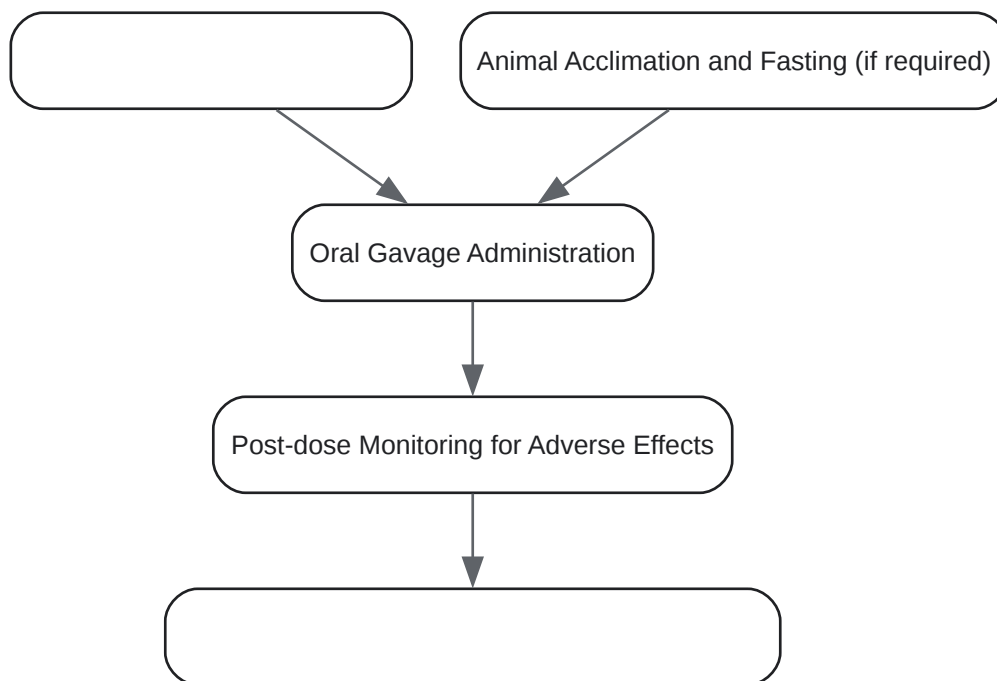 Animal Acclimation and Fasting (if required)
Oral Gavage Administration
Post-dose Monitoring for Adverse Effects